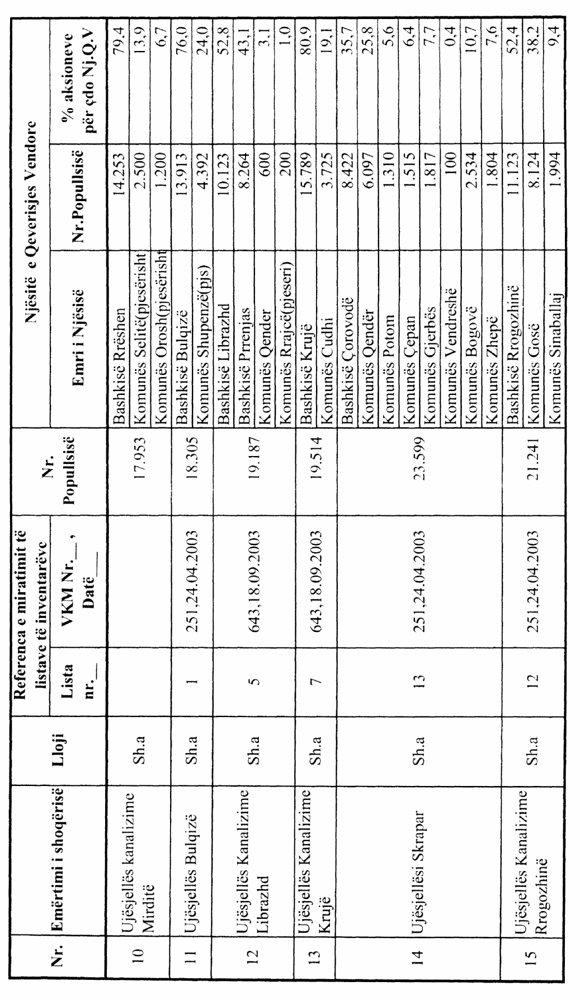 Nr. Emërtimi i shoqërisë Lloji Referenca e miratimit të listave të inventarëve Nr. Popullsisë Njësitë e Qeverisjes Vendore
Lista nr.__ VKM Nr.__, Datë___ Emri i Njësisë Nr.Popullsisë % aksioneve për çdo Nj.Q.V
10 Ujësjellës kanalizime Mirditë Sh.a 17.953 Bashkisë Rrëshen 14.253 79,4
Komunës Selitë(pjesërisht 2.500 13,9
Komunës Orosh(pjesërisht 1.200 6,7
11 Ujësjellës Bulqizë Sh.a 1 251,24.04.2003 18.305 Bashkisë Bulqizë 13.913 76,0
Komunës Shupenzë(pjs) 4.392 24,0
12 Ujësjellës Kanalizime Librazhd Sh.a 5 643,18.09.2003 19.187 Bashkisë Librazhd 10.123 52,8
Bashkisë Prrenjas 8.264 43,1
Komunës Qender 600 3,1
Komunës Rrajcë(pjeseri) 200 1,0
13 Ujësjellës Kanalizime Krujë Sh.a 7 643,18.09.2003 19.514 Bashkisë Krujë 15.789 80,9
Komunës Cudhi 3.725 19,1
14 Ujësjellësi Skrapar Sh.a 13 251,24.04.2003 23.599 Bashkisë Çorovodë 8.422 35,7
Komunës Qendër 6.097 25,8
Komunës Potom 1.310 5,6
Komunës Çepan 1.515 6,4
Komunës Gjerbës 1.817 7,7
Komunës Vendreshë 100 0,4
Komunës Bogovë 2.534 10,7
Komunës Zhepë 1.804 7,6
15 Ujësjellës Kanalizime Rrogozhinë Sh.a 12 251,24.04.2003 21.241 Bashkisë Rrogozhinë 11.123 52,4
Komunës Gosë 8.124 38,2
Komunës Sinaballaj 1.994 9,4